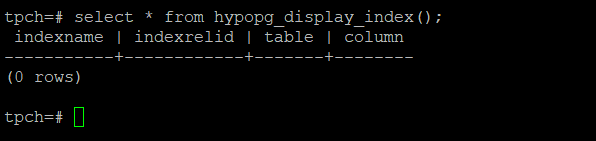 tpch=# select * from hypopg_display_index();
 indexname | indexrelid | table | column
-----------+------------+-------+--------
(0 rows)
tpch=#